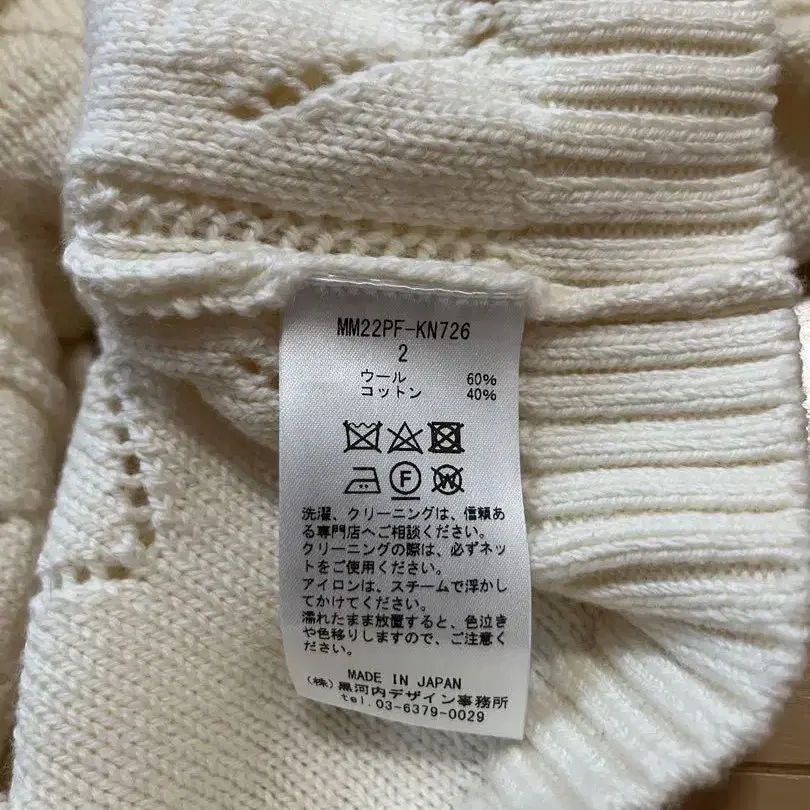 MM22PF-KN726
2
ウール 60%
コットン 40%
F W
洗濯、クリーニングは、信頼あ
る専門店へご相談ください。
クリーニングの際は、必ずネッ
トをご使用ください。
アイロンは、スチームで浮かし
てかけてください。
濡れたまま放置すると、色泣き
や色移りしますので、ご注意く
ださい。
MADE IN JAPAN
(株)黒河内デザイン事務所
tel.03-6379-0029